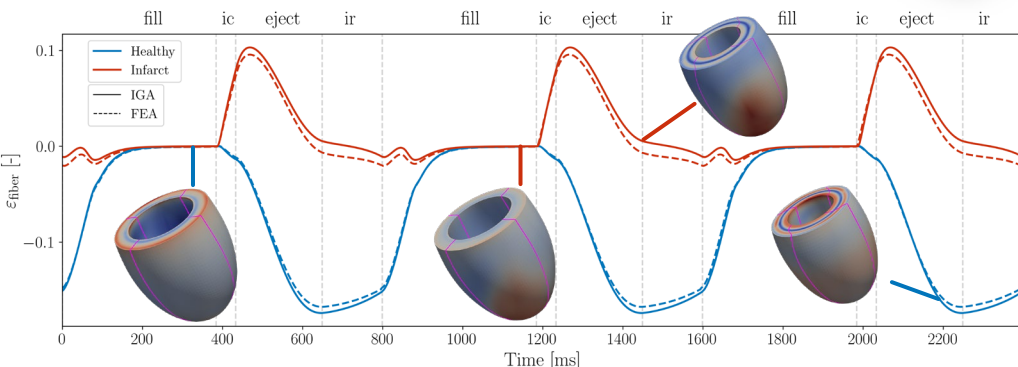 fill ic eject ir fill ic eject ir fill ic eject ir
Healthy
Infarct
IGA
FEA
0.1
0.0
−0.1
εfiber [-]
0 200 400 600 800 1000 1200 1400 1600 1800 2000 2200
Time [ms]